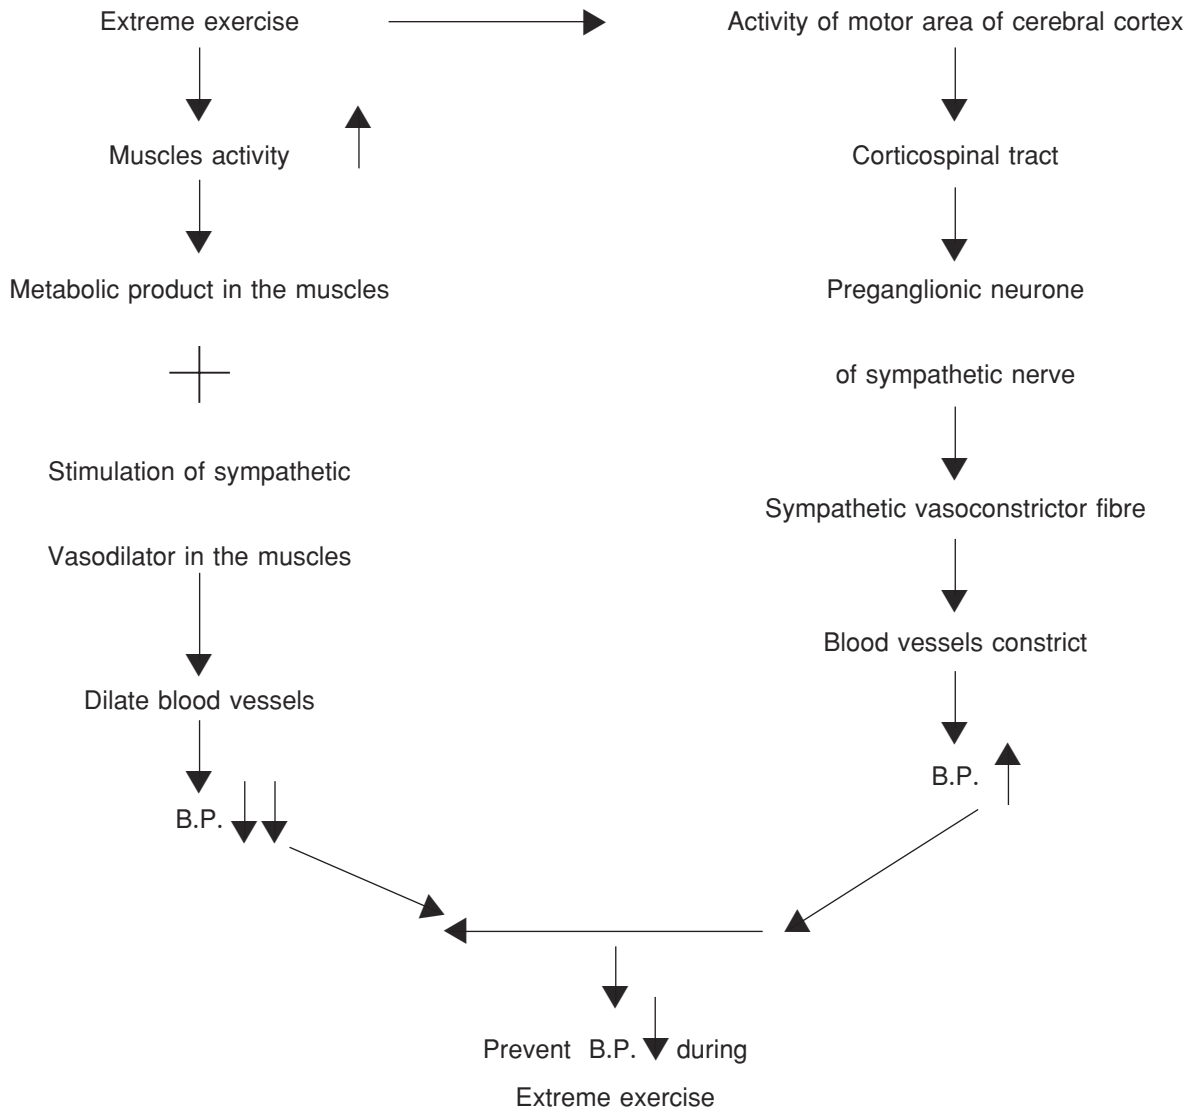 Extreme exercise
Activity of motor area of cerebral cortex
Muscles activity
Corticospinal tract
Metabolic product in the muscles
Preganglionic neurone
of sympathetic nerve
Stimulation of sympathetic
Sympathetic vasoconstrictor fibre
Vasodilator in the muscles
Blood vessels constrict
Dilate blood vessels
B.P.
B.P.
Prevent B.P. during
Extreme exercise